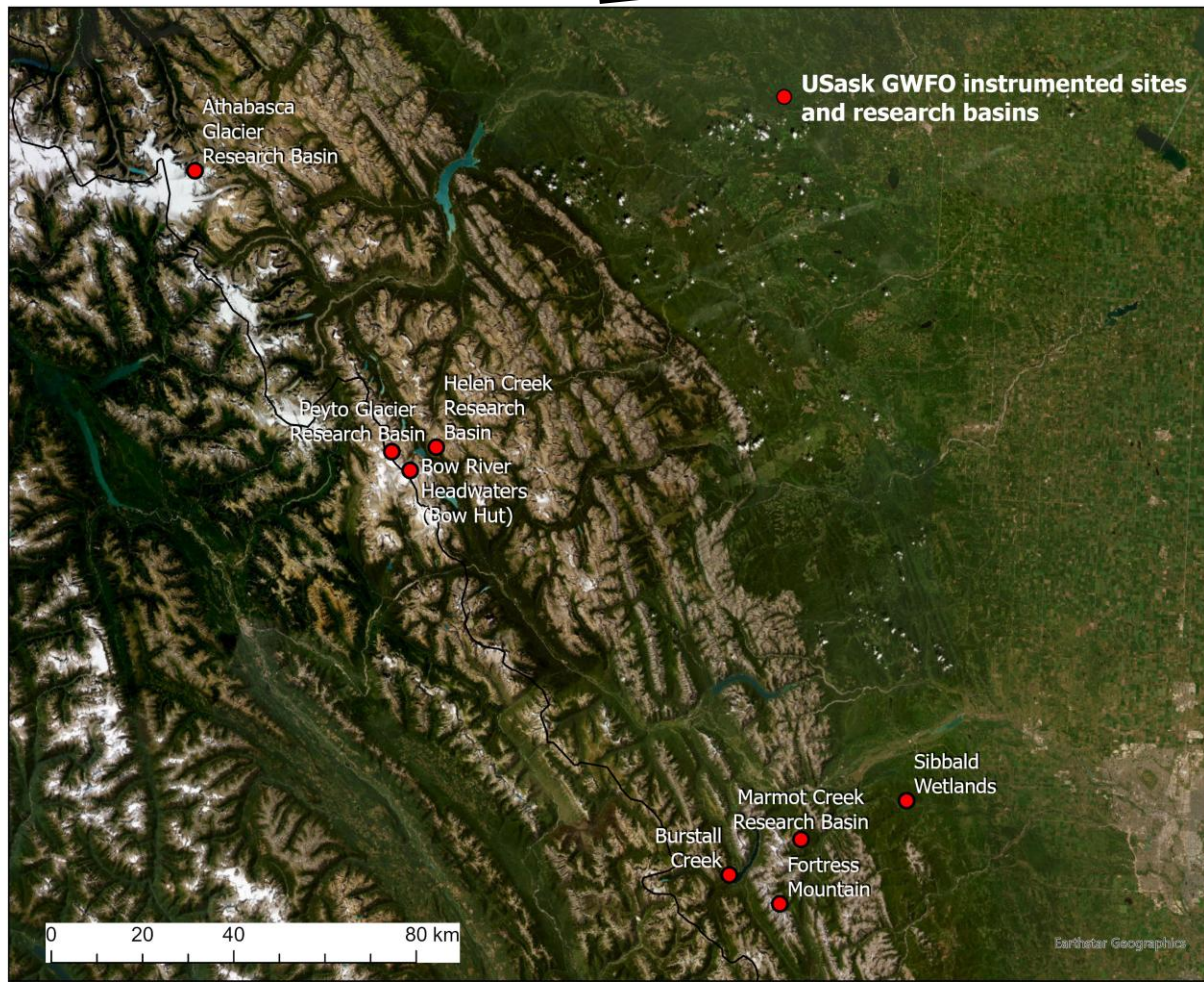 USask GWFO instrumented sites
and research basins
Athabasca
Glacier
Research Basin
Helen Creek
Research
Basin
Peyto Glacier
Research Basin
Bow River
Headwaters
(Bow Hut)
Sibbald
Wetlands
Marmot Creek
Research Basin
Burstall
Creek
Fortress
Mountain
0 20 40 80 km
Earthstar Geographics